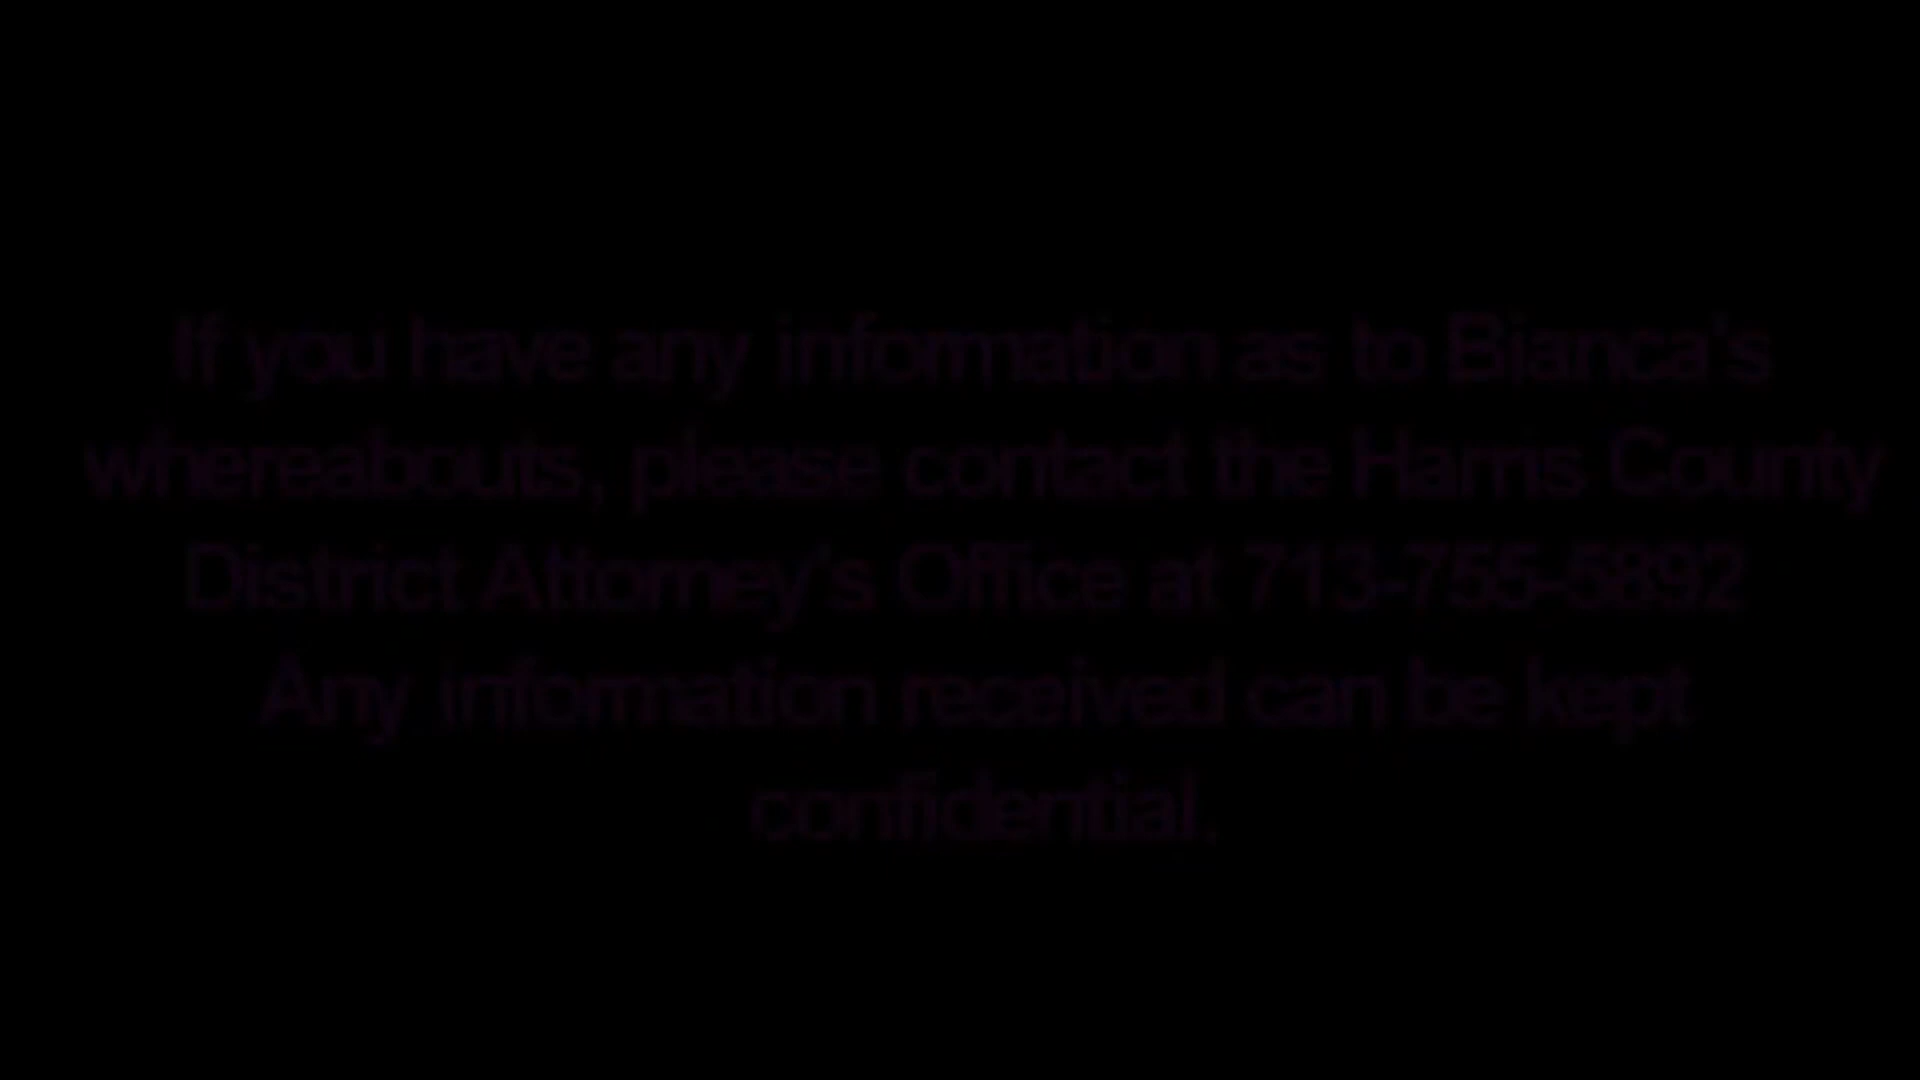 If you have any information as to Bianca's
whereabouts, please contact the Harris County
District Attorney's Office at 713-755-5892
Any information received can be kept
confidential.